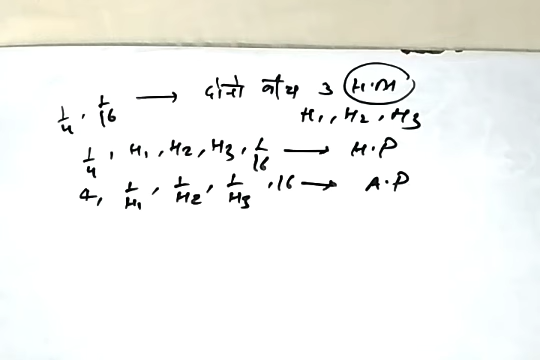 1/4, 1/16 → दोनो बीच 3 H.M
H1, H2, H3
1/4, H1, H2, H3, 1/16 → H.P
4, 1/H1, 1/H2, 1/H3, 16 → A.P